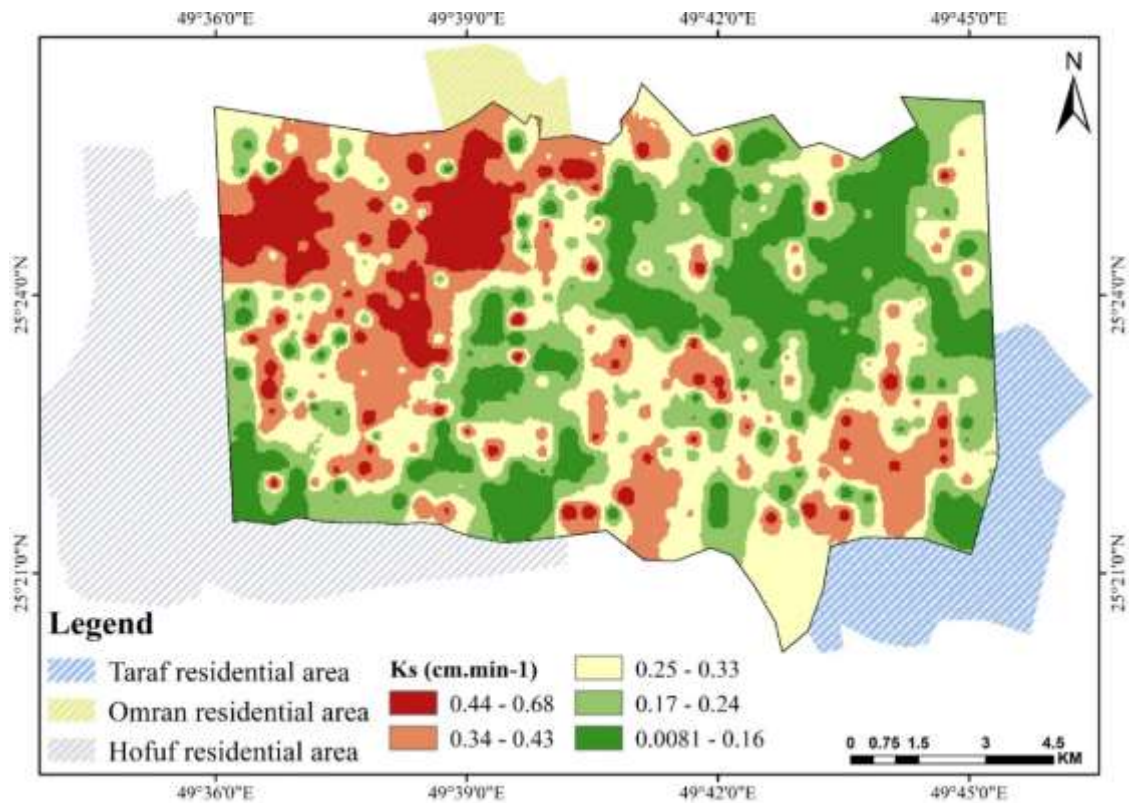 49°36'0"E 49°39'0"E 49°42'0"E 49°45'0"E
N
25°24'0"N 25°24'0"N
25°21'0"N 25°21'0"N
Legend
Taraf residential area
Omran residential area
Hofuf residential area
Ks (cm.min-1)
0.44 - 0.68
0.34 - 0.43
0.25 - 0.33
0.17 - 0.24
0.0081 - 0.16
0 0.75 1.5 3 4.5
KM
49°36'0"E 49°39'0"E 49°42'0"E 49°45'0"E